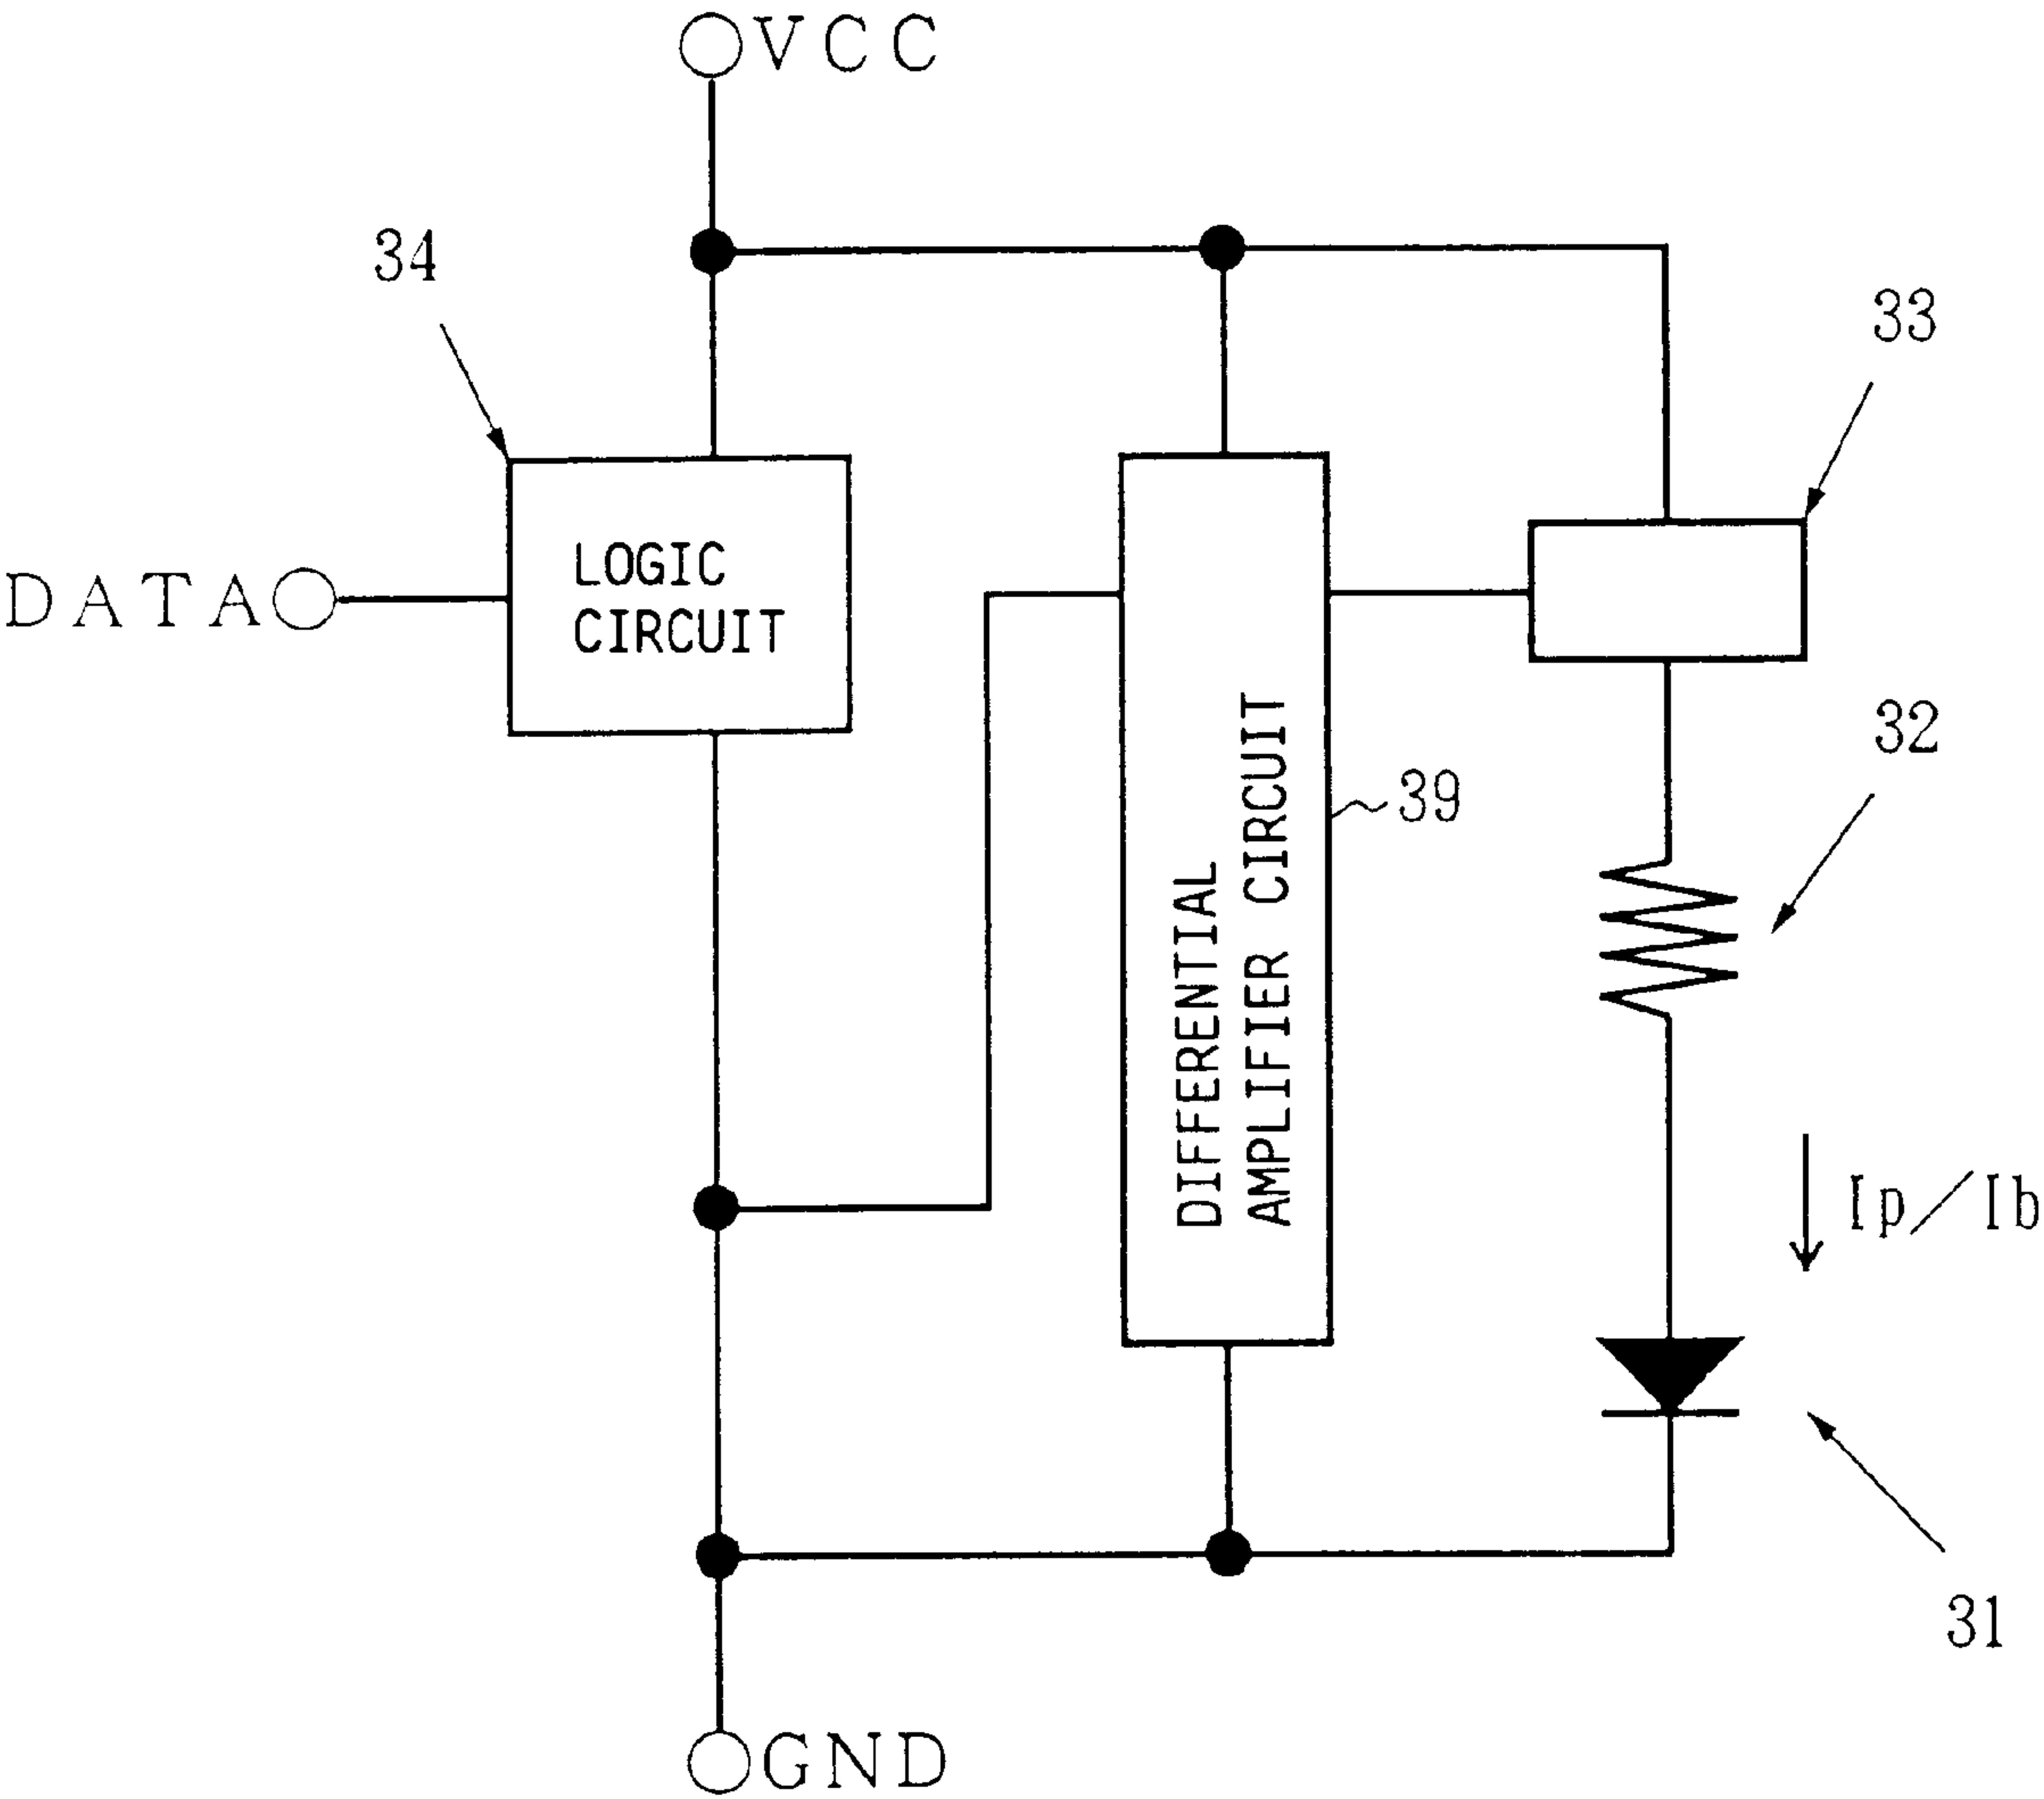 VCC
34
33
DATA
LOGIC
CIRCUIT
32
39
DIFFERENTIAL
AMPLIFIER CIRCUIT
Ip/Ib
31
GND